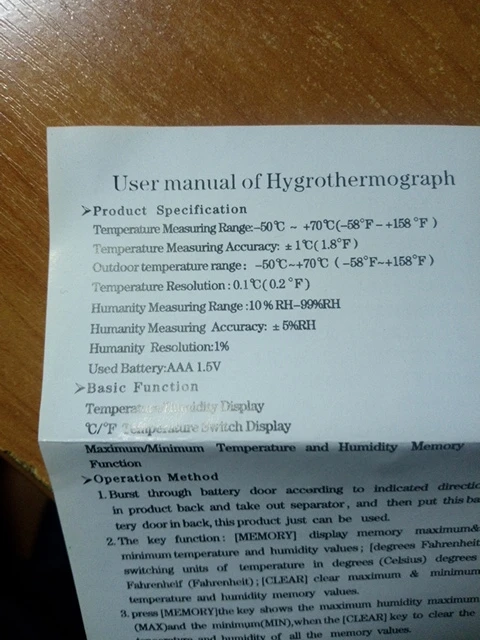 User manual of Hygrothermograph
➢Product Specification
Temperature Measuring Range:-50℃ ~ +70℃(-58°F~+158 °F )
Temperature Measuring Accuracy: ±1℃(1.8°F)
Outdoor temperature range: -50℃~+70℃ (-58°F~+158°F)
Temperature Resolution: 0.1℃(0.2 °F)
Humanity Measuring Range :10% RH-99%RH
Humanity Measuring Accuracy: ±5%RH
Humanity Resolution:1%
Used Battery:AAA 1.5V
➢Basic Function
Display
℃/°F Temperature Switch Display
Maximum/Minimum Temperature and Humidity Memory
Function
➢Operation Method
1. Burst through battery door according to indicated directio
in product back and take out separator, and then put this ba
tery door in back, this product just can be used.
2. The key function: [MEMORY] display memory maximum&
minimum temperature and humidity values; [degrees Fahrenheit
switching units of temperature in degrees (Celsius) degrees
Fahrenheif (Fahrenheit); [CLEAR] clear maximum & minimum
temperature and humidity memory values.
3. press [MEMORY]the key shows the maximum humidity maximum
(MAX)and the minimum(MIN),when the [CLEAR] key to clear the
temperature and humidity of all the memory values.